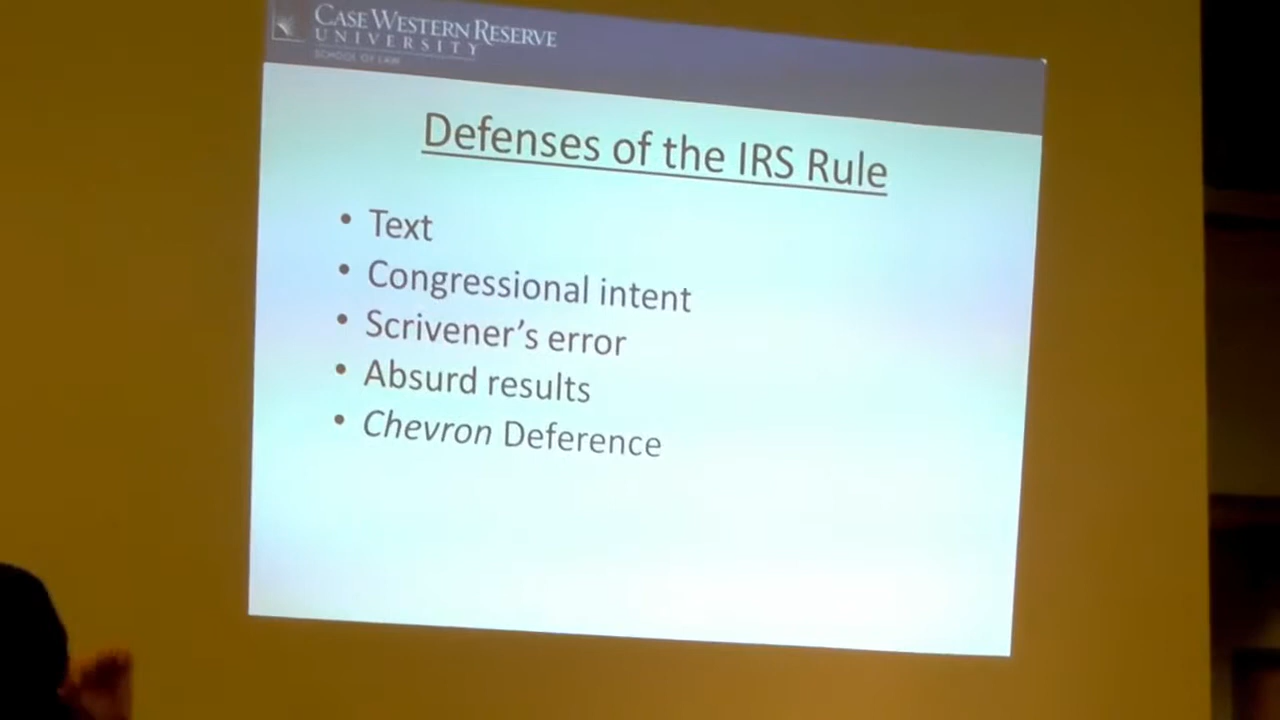 CASE WESTERN RESERVE
UNIVERSITY
SCHOOL OF LAW
Defenses of the IRS Rule
• Text
• Congressional intent
• Scrivener's error
• Absurd results
• Chevron Deference